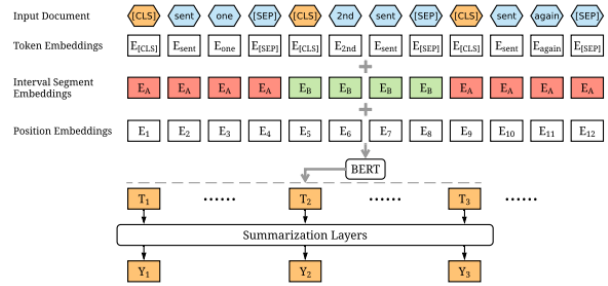 Input Document [CLS] sent one [SEP] [CLS] 2nd sent [SEP] [CLS] sent again [SEP]
Token Embeddings E[CLS] Esent Eone E[SEP] E[CLS] E2nd Esent E[SEP] E[CLS] Esent Eagain E[SEP]
+
Interval Segment
Embeddings EA EA EA EA EB EB EB EB EA EA EA EA
+
Position Embeddings E1 E2 E3 E4 E5 E6 E7 E8 E9 E10 E11 E12
BERT
T1 ...... T2 ...... T3 ......
Summarization Layers
Y1 Y2 Y3